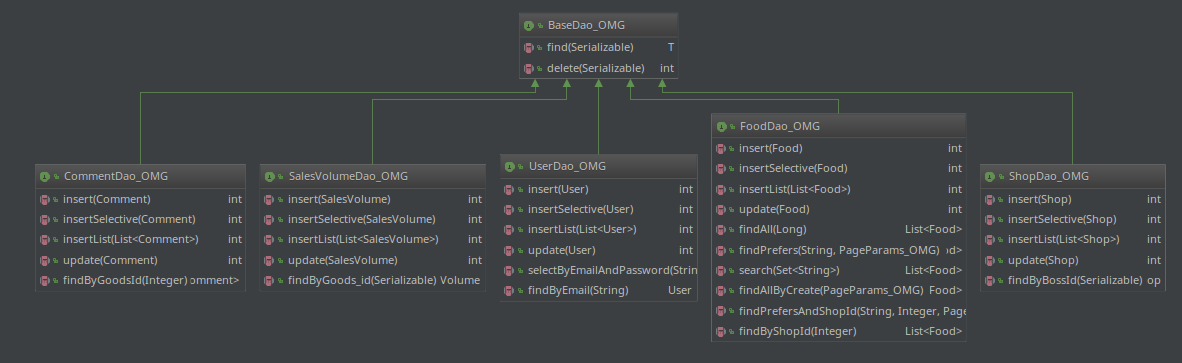 BaseDao_OMG
find(Serializable) T
delete(Serializable) int
CommentDao_OMG
insert(Comment) int
insertSelective(Comment) int
insertList(List<Comment>) int
update(Comment) int
findByGoodsId(Integer) omment>
SalesVolumeDao_OMG
insert(SalesVolume) int
insertSelective(SalesVolume) int
insertList(List<SalesVolume>) int
update(SalesVolume) int
findByGoods_id(Serializable) Volume
UserDao_OMG
insert(User) int
insertSelective(User) int
insertList(List<User>) int
update(User) int
selectByEmailAndPassword(Strin
findByEmail(String) User
FoodDao_OMG
insert(Food) int
insertSelective(Food) int
insertList(List<Food>) int
update(Food) int
findAll(Long) List<Food>
findPrefers(String, PageParams_OMG) od>
search(Set<String>) List<Food>
findAllByCreate(PageParams_OMG) Food>
findPrefersAndShopId(String, Integer, Page
findByShopId(Integer) List<Food>
ShopDao_OMG
insert(Shop) int
insertSelective(Shop) int
insertList(List<Shop>) int
update(Shop) int
findByBossId(Serializable) op